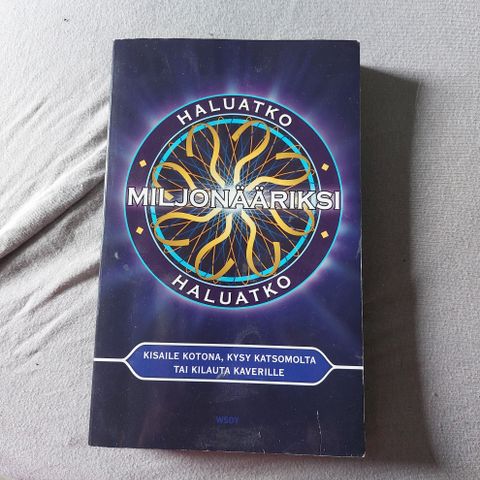 HALUATKO
MILJONÄÄRIKSI
HALUATKO
KISAILE KOTONA, KYSY KATSOMOLTA
TAI KILAUTA KAVERILLE
WSOY